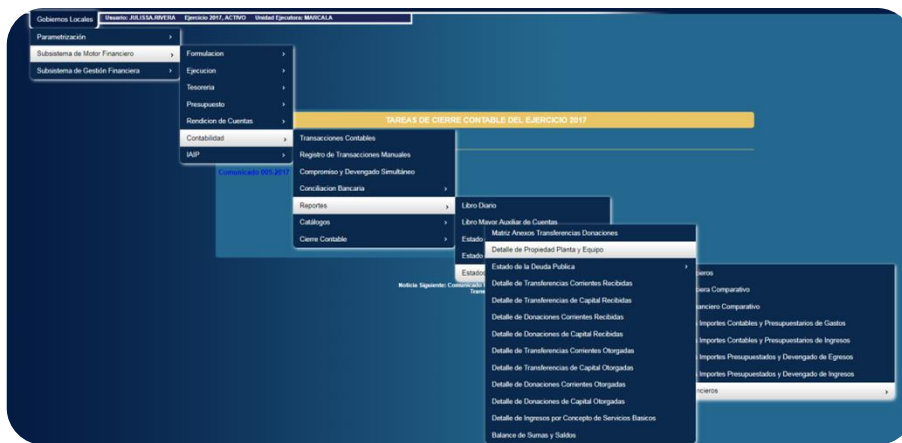 Gobiernos Locales
Usuario: JULISSA.RIVERA Ejercicio 2017, ACTIVO Unidad Ejecutora: MARCALA
Parametrización
Subsistema de Motor Financiero
Subsistema de Gestión Financiera
Formulacion
Ejecucion
Tesoreria
Presupuesto
Rendicion de Cuentas
Contabilidad
IAIP
TAREAS DE CIERRE CONTABLE DEL EJERCICIO 2017
Comunicado 005-2017
Transacciones Contables
Registro de Transacciones Manuales
Compromiso y Devengado Simultáneo
Conciliacion Bancaria
Reportes
Catálogos
Cierre Contable
Libro Diario
Libro Mayor Auxiliar de Cuentas
Estado
Estado
Estado
Noticia Siguiente:
Matriz Anexos Transferencias Donaciones
Detalle de Propiedad Planta y Equipo
Estado de la Deuda Publica
Detalle de Transferencias Corrientes Recibidas
Detalle de Transferencias de Capital Recibidas
Detalle de Donaciones Corrientes Recibidas
Detalle de Donaciones de Capital Recibidas
Detalle de Transferencias Corrientes Otorgadas
Detalle de Transferencias de Capital Otorgadas
Detalle de Donaciones Corrientes Otorgadas
Detalle de Donaciones de Capital Otorgadas
Detalle de Ingresos por Concepto de Servicios Basicos
Balance de Sumas y Saldos
cieros
iera Comparativo
anciero Comparativo
Importes Contables y Presupuestarios de Gastos
Importes Contables y Presupuestarios de Ingresos
Importes Presupuestados y Devengado de Egresos
Importes Presupuestados y Devengado de Ingresos
ncieros